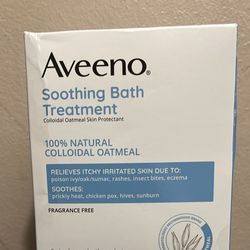 Aveeno®
Soothing Bath
Treatment
Colloidal Oatmeal Skin Protectant
100% NATURAL
COLLOIDAL OATMEAL
RELIEVES ITCHY IRRITATED SKIN DUE TO:
poison ivy/oak/sumac, rashes, insect bites, eczema
SOOTHES:
prickly heat, chicken pox, hives, sunburn
FRAGRANCE FREE